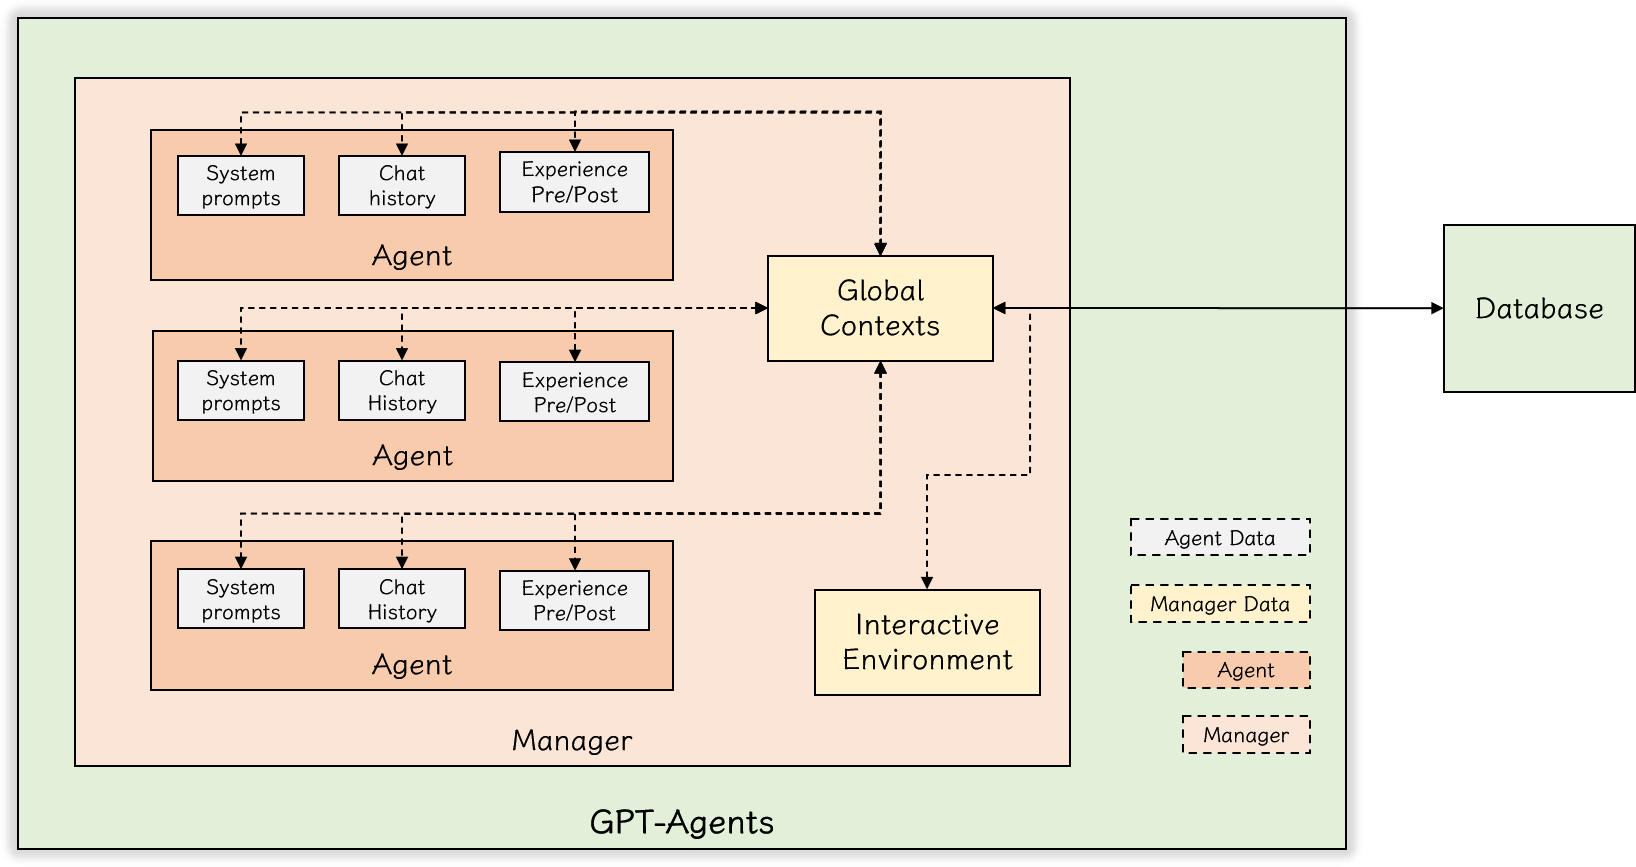 System
prompts
Chat
history
Experience
Pre/Post
Agent
System
prompts
Chat
History
Experience
Pre/Post
Agent
System
prompts
Chat
History
Experience
Pre/Post
Agent
Global
Contexts
Interactive
Environment
Manager
GPT-Agents
Database
Agent Data
Manager Data
Agent
Manager